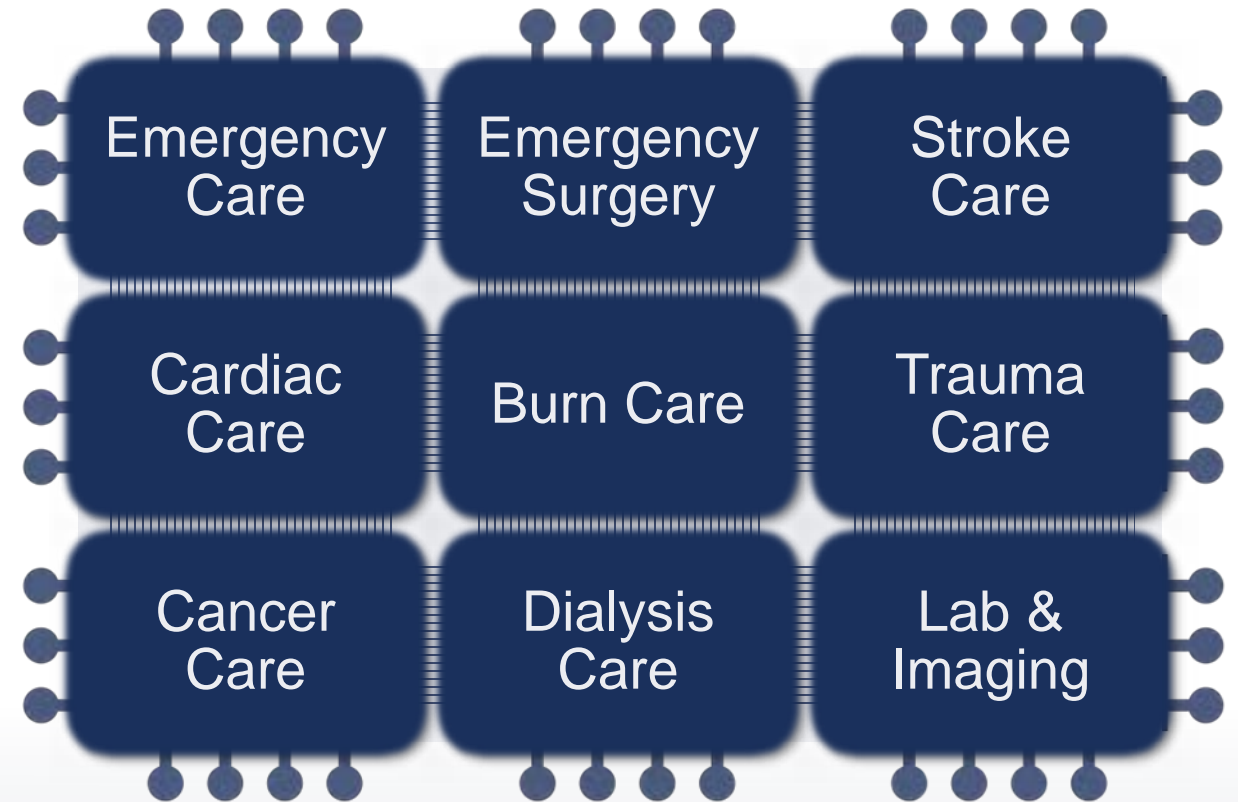 Emergency
Care
Emergency
Surgery
Stroke
Care
Cardiac
Care
Burn Care
Trauma
Care
Cancer
Care
Dialysis
Care
Lab &
Imaging